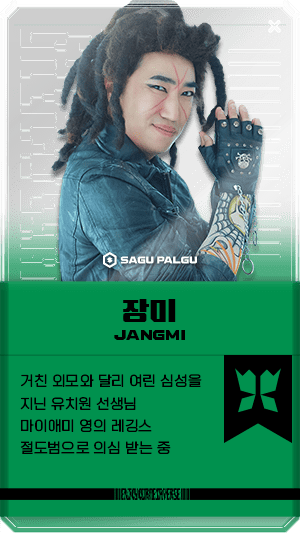 SAGU PALGU
장미
JANGMI
거친 외모와 달리 여린 심성을
지닌 유치원 선생님
마이애미 영의 레깅스
절도범으로 의심 받는 중